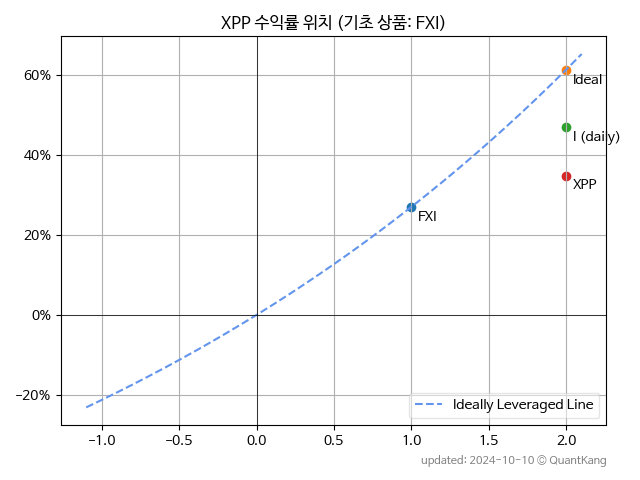 XPP 수익률 위치 (기초 상품: FXI)
60%
40%
20%
0%
−20%
Ideal
I (daily)
XPP
FXI
Ideally Leveraged Line
−1.0 −0.5 0.0 0.5 1.0 1.5 2.0
updated: 2024-10-10 © QuantKang